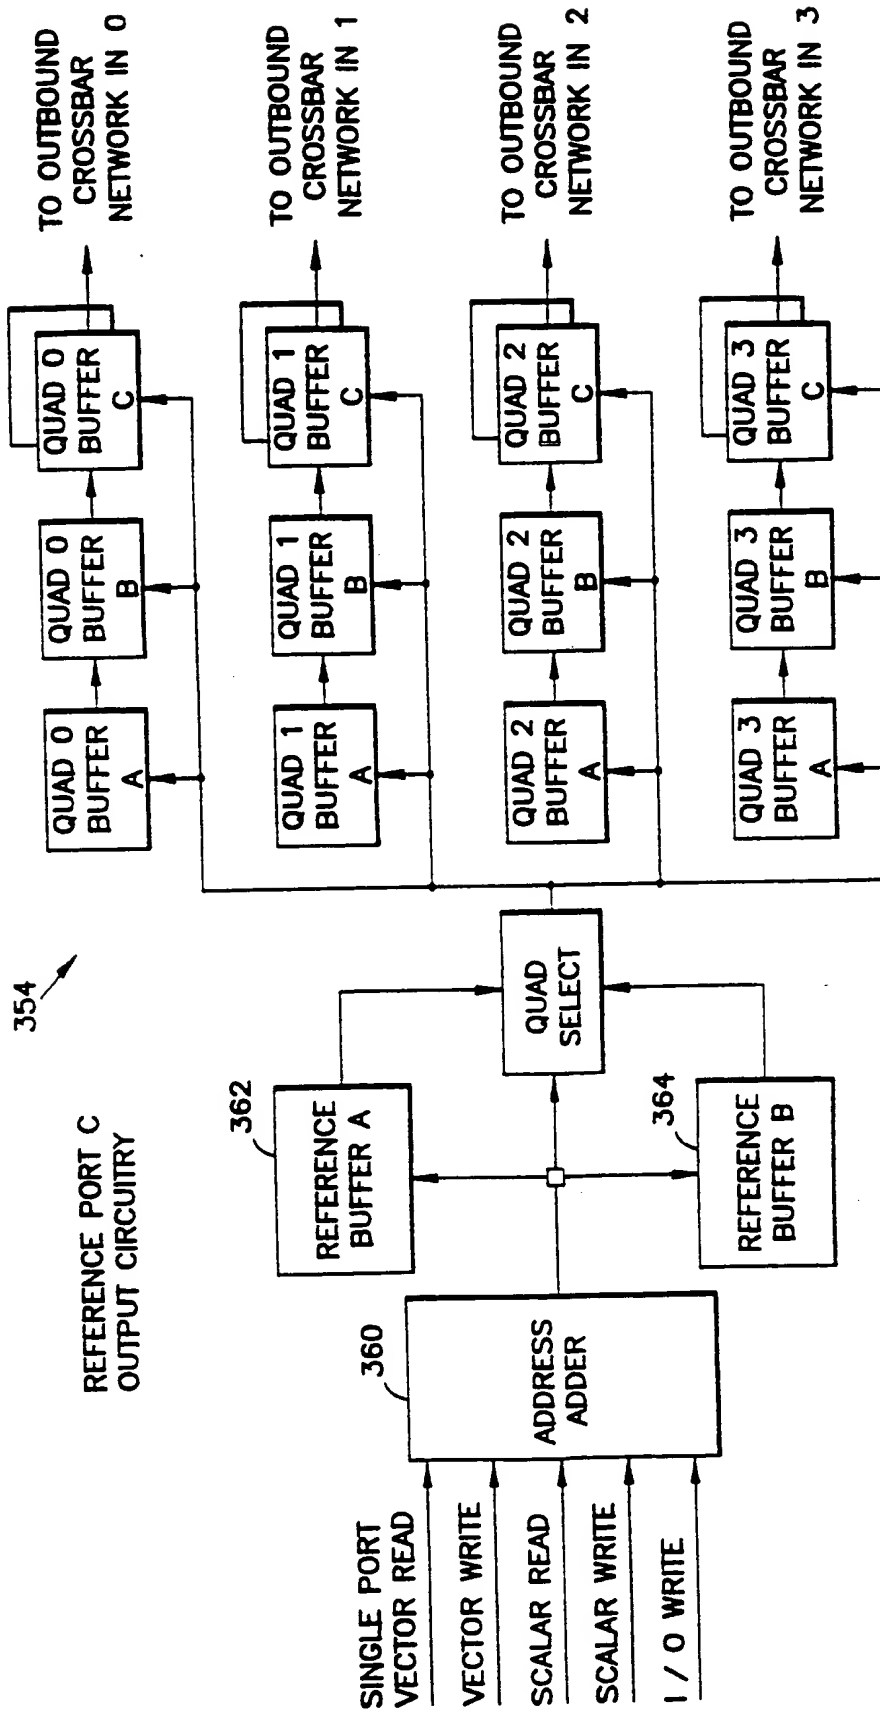 REFERENCE PORT C
OUTPUT CIRCUITRY
354
SINGLE PORT
VECTOR READ
VECTOR WRITE
SCALAR READ
SCALAR WRITE
I / O WRITE
360
ADDRESS
ADDER
362
REFERENCE
BUFFER A
364
REFERENCE
BUFFER B
QUAD
SELECT
QUAD 0
BUFFER
A
QUAD 0
BUFFER
B
QUAD 0
BUFFER
C
TO OUTBOUND
CROSSBAR
NETWORK IN 0
QUAD 1
BUFFER
A
QUAD 1
BUFFER
B
QUAD 1
BUFFER
C
TO OUTBOUND
CROSSBAR
NETWORK IN 1
QUAD 2
BUFFER
A
QUAD 2
BUFFER
B
QUAD 2
BUFFER
C
TO OUTBOUND
CROSSBAR
NETWORK IN 2
QUAD 3
BUFFER
A
QUAD 3
BUFFER
B
QUAD 3
BUFFER
C
TO OUTBOUND
CROSSBAR
NETWORK IN 3